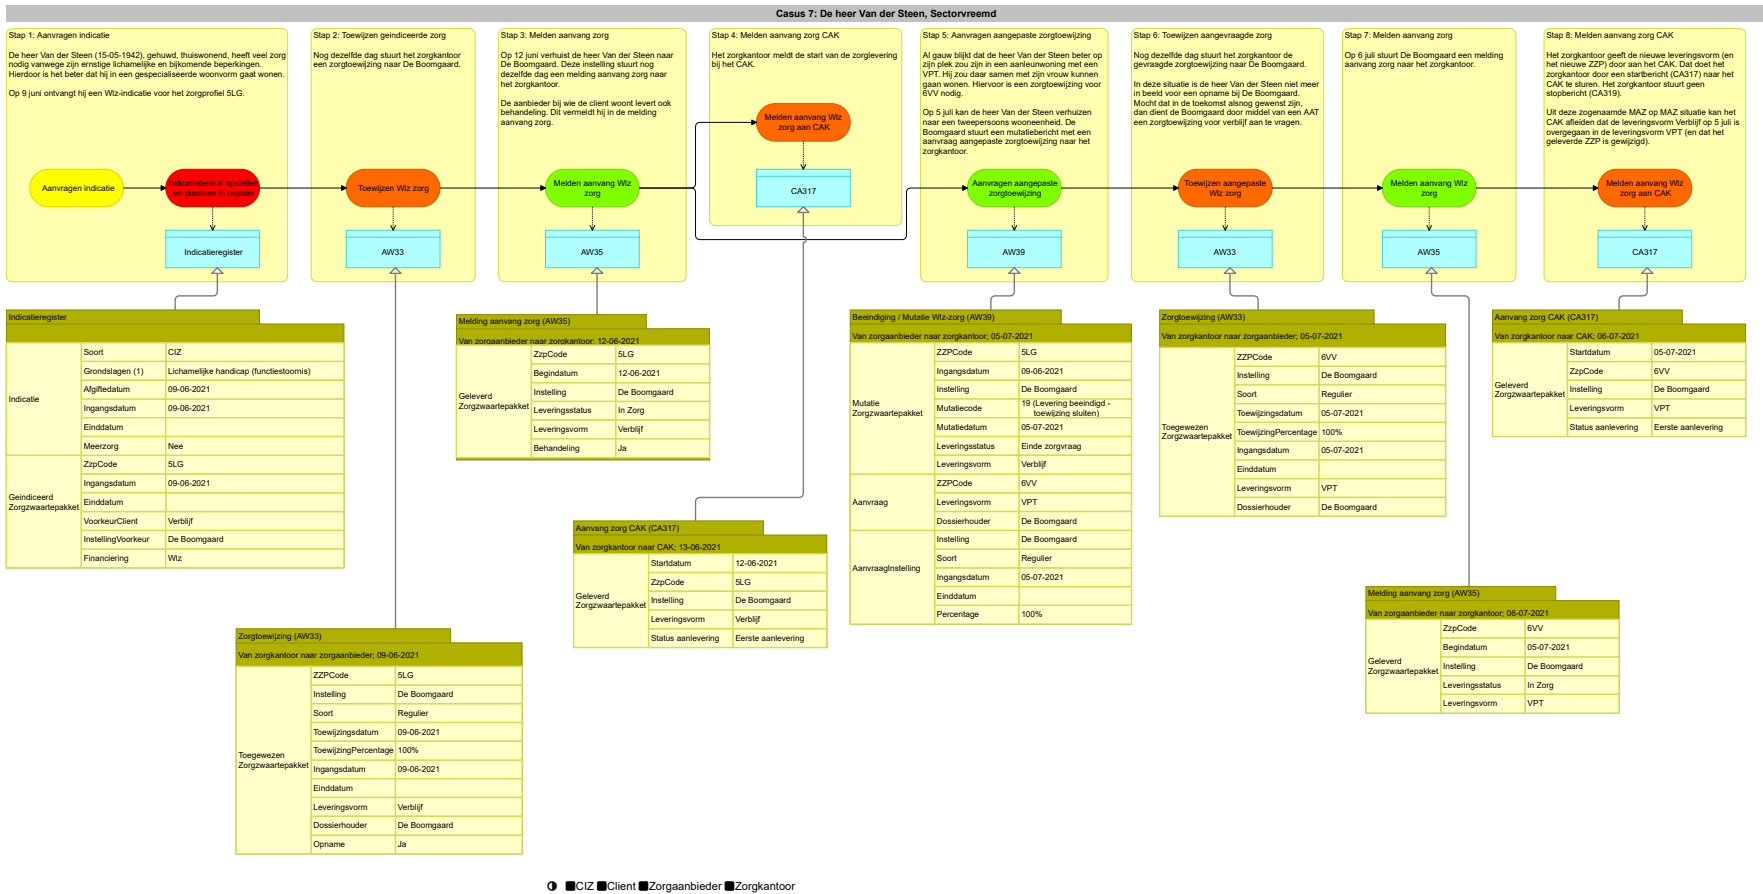 Casus 7: De heer Van der Steen, Sectorvreemd
Stap 1: Aanvragen indicatie
De heer Van der Steen (15-05-1942), gehuwd, thuiswonend, heeft veel zorg
nodig vanwege zijn ernstige lichamelijke en bijkomende beperkingen.
Hierdoor is het beter dat hij in een gespecialiseerde woonvorm gaat wonen.
Op 9 juni ontvangt hij een Wlz-indicatie voor het zorgprofiel 5LG.
Aanvragen indicatie
Indicatiebesluit opstellen
en plaatsen in register
Indicatieregister
Stap 2: Toewijzen geindiceerde zorg
Nog dezelfde dag stuurt het zorgkantoor
een zorgtoewijzing naar De Boomgaard.
Toewijzen Wlz zorg
AW33
Stap 3: Melden aanvang zorg
Op 12 juni verhuist de heer Van der Steen naar
De Boomgaard. Deze instelling stuurt nog
dezelfde dag een melding aanvang zorg naar
het zorgkantoor.
De aanbieder bij wie de client woont levert ook
behandeling. Dit vermeldt hij in de melding
aanvang zorg.
Melden aanvang Wlz
zorg
AW35
Stap 4: Melden aanvang zorg CAK
Het zorgkantoor meldt de start van de zorglevering
bij het CAK.
Melden aanvang Wlz
zorg aan CAK
CA317
Stap 5: Aanvragen aangepaste zorgtoewijzing
Al gauw blijkt dat de heer Van der Steen beter op
zijn plek zou zijn in een aanleunwoning met een
VPT. Hij zou daar samen met zijn vrouw kunnen
gaan wonen. Hiervoor is een zorgtoewijzing voor
6VV nodig.
Op 5 juli kan de heer Van der Steen verhuizen
naar een tweepersoons wooneenheid. De
Boomgaard stuurt een mutatiebericht met een
aanvraag aangepaste zorgtoewijzing naar het
zorgkantoor.
Aanvragen aangepaste
zorgtoewijzing
AW39
Stap 6: Toewijzen aangevraagde zorg
Nog dezelfde dag stuurt het zorgkantoor de
gevraagde zorgtoewijzing naar De Boomgaard.
In deze situatie is de heer Van der Steen niet meer
in beeld voor een opname bij De Boomgaard.
Mocht dat in de toekomst alsnog gewenst zijn,
dan dient de Boomgaard door middel van een AAT
een zorgtoewijzing voor verblijf aan te vragen.
Toewijzen aangepaste
Wlz zorg
AW33
Stap 7: Melden aanvang zorg
Op 6 juli stuurt De Boomgaard een melding
aanvang zorg naar het zorgkantoor.
Melden aanvang Wlz
zorg
AW35
Stap 8: Melden aanvang zorg CAK
Het zorgkantoor geeft de nieuwe leveringsvorm (en
het nieuwe ZZP) door aan het CAK. Dat doet het
zorgkantoor door een startbericht (CA317) naar het
CAK te sturen. Het zorgkantoor stuurt geen
stopbericht (CA319).
Uit deze zogenaamde MAZ op MAZ situatie kan het
CAK afleiden dat de leveringsvorm Verblijf op 5 juli is
overgegaan in de leveringsvorm VPT (en dat het
geleverde ZZP is gewijzigd).
Melden aanvang Wlz
zorg aan CAK
CA317
Indicatieregister
Indicatie
Soort CIZ
Grondslagen (1) Lichamelijke handicap (functiestoornis)
Afgiftedatum 09-06-2021
Ingangsdatum 09-06-2021
Einddatum
Meerzorg Nee
Geindiceerd
Zorgzwaartepakket
ZzpCode 5LG
Ingangsdatum 09-06-2021
Einddatum
VoorkeurClient Verblijf
InstellingVoorkeur De Boomgaard
Financiering Wlz
Zorgtoewijzing (AW33)
Van zorgkantoor naar zorgaanbieder; 09-06-2021
Toegewezen
Zorgzwaartepakket
ZZPCode 5LG
Instelling De Boomgaard
Soort Regulier
Toewijzingsdatum 09-06-2021
ToewijzingPercentage 100%
Ingangsdatum 09-06-2021
Einddatum
Leveringsvorm Verblijf
Dossierhouder De Boomgaard
Opname Ja
Melding aanvang zorg (AW35)
Van zorgaanbieder naar zorgkantoor; 12-06-2021
Geleverd
Zorgzwaartepakket
ZzpCode 5LG
Begindatum 12-06-2021
Instelling De Boomgaard
Leveringsstatus In Zorg
Leveringsvorm Verblijf
Behandeling Ja
Aanvang zorg CAK (CA317)
Van zorgkantoor naar CAK; 13-06-2021
Geleverd
Zorgzwaartepakket
Startdatum 12-06-2021
ZzpCode 5LG
Instelling De Boomgaard
Leveringsvorm Verblijf
Status aanlevering Eerste aanlevering
Beeindiging / Mutatie Wlz-zorg (AW39)
Van zorgaanbieder naar zorgkantoor; 05-07-2021
Mutatie
Zorgzwaartepakket
ZZPCode 5LG
Ingangsdatum 09-06-2021
Instelling De Boomgaard
Mutatiecode 19 (Levering beeindigd -
toewijzing sluiten)
Mutatiedatum 05-07-2021
Leveringsstatus Einde zorgvraag
Leveringsvorm Verblijf
Aanvraag
ZZPCode 6VV
Leveringsvorm VPT
Dossierhouder De Boomgaard
AanvraagInstelling
Instelling De Boomgaard
Soort Regulier
Ingangsdatum 05-07-2021
Einddatum
Percentage 100%
Zorgtoewijzing (AW33)
Van zorgkantoor naar zorgaanbieder; 05-07-2021
Toegewezen
Zorgzwaartepakket
ZZPCode 6VV
Instelling De Boomgaard
Soort Regulier
Toewijzingsdatum 05-07-2021
ToewijzingPercentage 100%
Ingangsdatum 05-07-2021
Einddatum
Leveringsvorm VPT
Dossierhouder De Boomgaard
Melding aanvang zorg (AW35)
Van zorgaanbieder naar zorgkantoor; 06-07-2021
Geleverd
Zorgzwaartepakket
ZzpCode 6VV
Begindatum 05-07-2021
Instelling De Boomgaard
Leveringsstatus In Zorg
Leveringsvorm VPT
Aanvang zorg CAK (CA317)
Van zorgkantoor naar CAK; 06-07-2021
Geleverd
Zorgzwaartepakket
Startdatum 05-07-2021
ZzpCode 6VV
Instelling De Boomgaard
Leveringsvorm VPT
Status aanlevering Eerste aanlevering
CIZ Client Zorgaanbieder Zorgkantoor